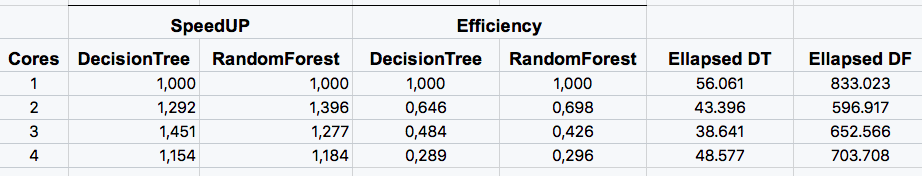 SpeedUP Efficiency
Cores DecisionTree RandomForest DecisionTree RandomForest Ellapsed DT Ellapsed DF
1 1,000 1,000 1,000 1,000 56.061 833.023
2 1,292 1,396 0,646 0,698 43.396 596.917
3 1,451 1,277 0,484 0,426 38.641 652.566
4 1,154 1,184 0,289 0,296 48.577 703.708